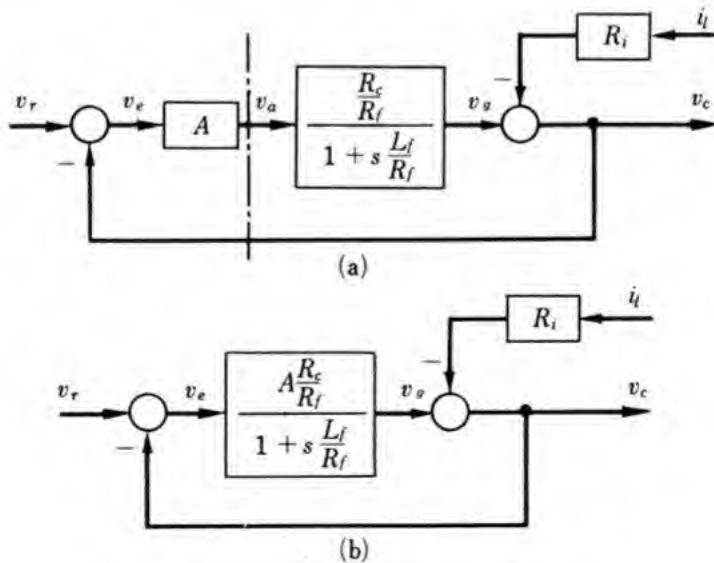 R_i
i_l
v_r
v_e
A
v_a
R_c
R_f
1 + s L_f
R_f
v_g
v_c
−
−
(a)
R_i
i_l
v_r
v_e
A R_c
R_f
1 + s L_f
R_f
v_g
v_c
−
−
(b)